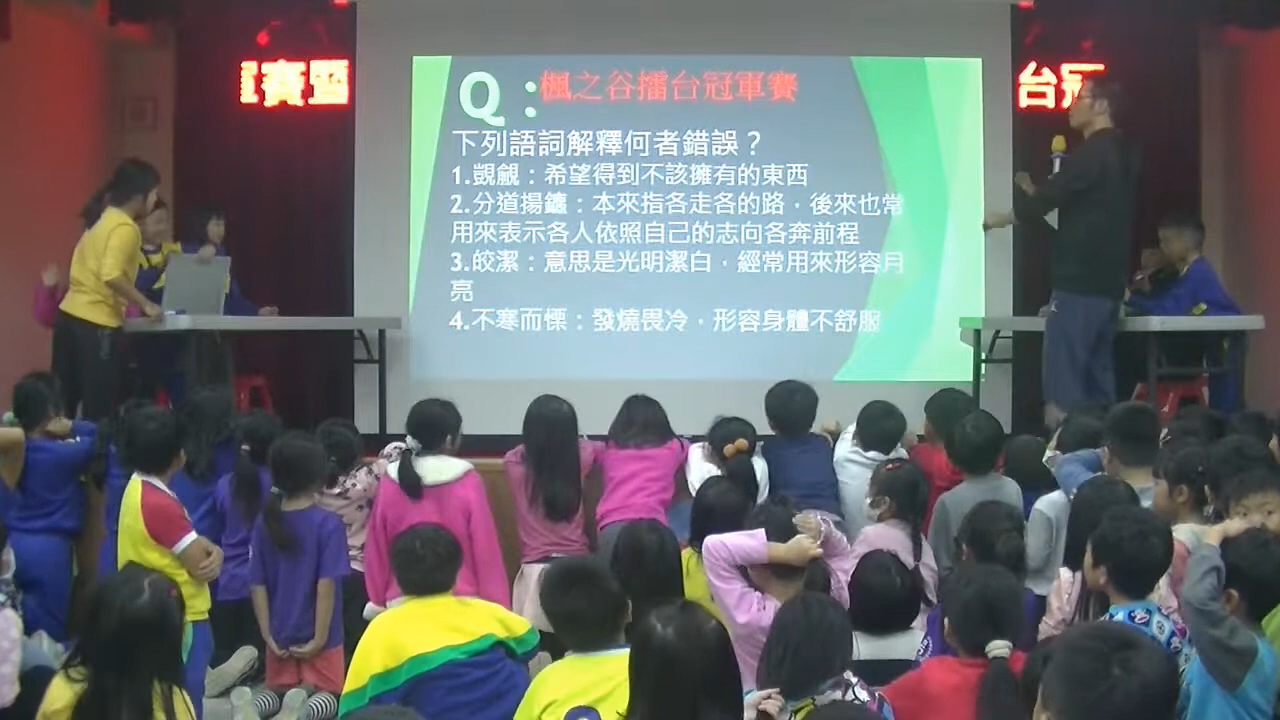 軍賽暨
台冠
Q：楓之谷擂台冠軍賽
下列語詞解釋何者錯誤？
1.覬覦：希望得到不該擁有的東西
2.分道揚鑣：本來指各走各的路，後來也常
用來表示各人依照自己的志向各奔前程
3.皎潔：意思是光明潔白，經常用來形容月
亮
4.不寒而慄：發燒畏冷，形容身體不舒服